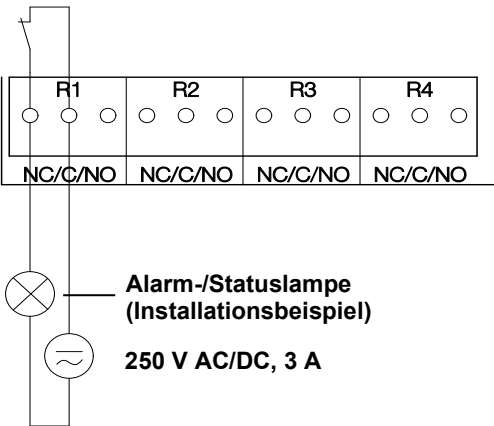 R1 R2 R3 R4
NC/C/NO NC/C/NO NC/C/NO NC/C/NO
Alarm-/Statuslampe
(Installationsbeispiel)
250 V AC/DC, 3 A